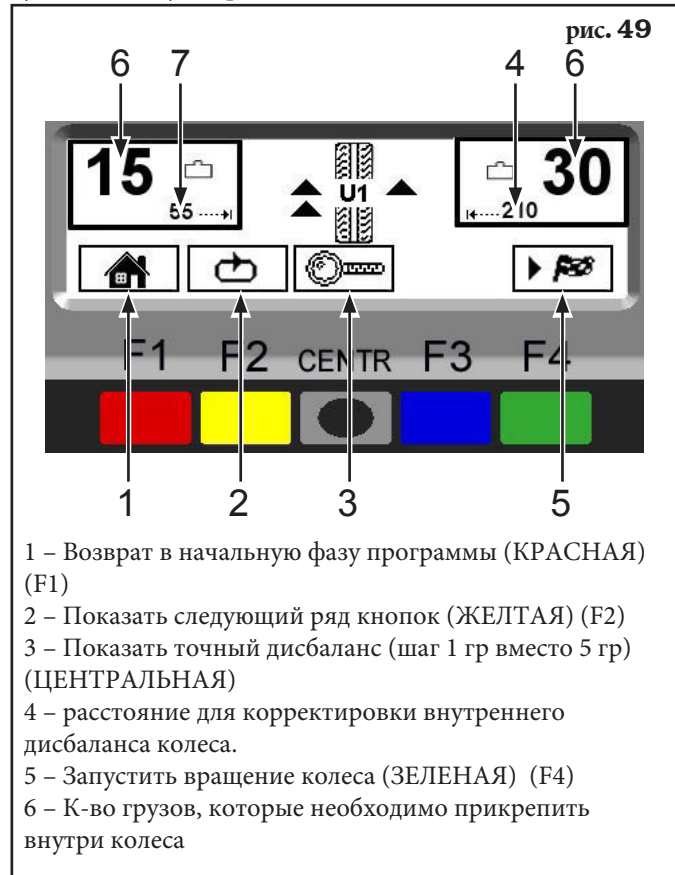 рис. 49
6 7 4 6
15 30
U1
55 210
F1 F2 CENTR F3 F4
1 2 3 5
1 – Возврат в начальную фазу программы (КРАСНАЯ)
(F1)
2 – Показать следующий ряд кнопок (ЖЕЛТАЯ) (F2)
3 – Показать точный дисбаланс (шаг 1 гр вместо 5 гр)
(ЦЕНТРАЛЬНАЯ)
4 – расстояние для корректировки внутреннего
дисбаланса колеса.
5 – Запустить вращение колеса (ЗЕЛЕНАЯ) (F4)
6 – К-во грузов, которые необходимо прикрепить
внутри колеса